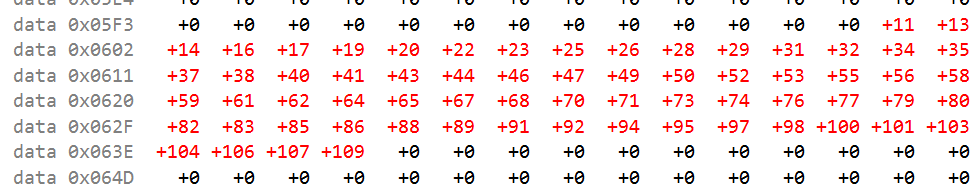 data 0x05F3 +0 +0 +0 +0 +0 +0 +0 +0 +0 +0 +0 +0 +0 +11 +13
data 0x0602 +14 +16 +17 +19 +20 +22 +23 +25 +26 +28 +29 +31 +32 +34 +35
data 0x0611 +37 +38 +40 +41 +43 +44 +46 +47 +49 +50 +52 +53 +55 +56 +58
data 0x0620 +59 +61 +62 +64 +65 +67 +68 +70 +71 +73 +74 +76 +77 +79 +80
data 0x062F +82 +83 +85 +86 +88 +89 +91 +92 +94 +95 +97 +98 +100 +101 +103
data 0x063E +104 +106 +107 +109 +0 +0 +0 +0 +0 +0 +0 +0 +0 +0 +0
data 0x064D +0 +0 +0 +0 +0 +0 +0 +0 +0 +0 +0 +0 +0 +0 +0